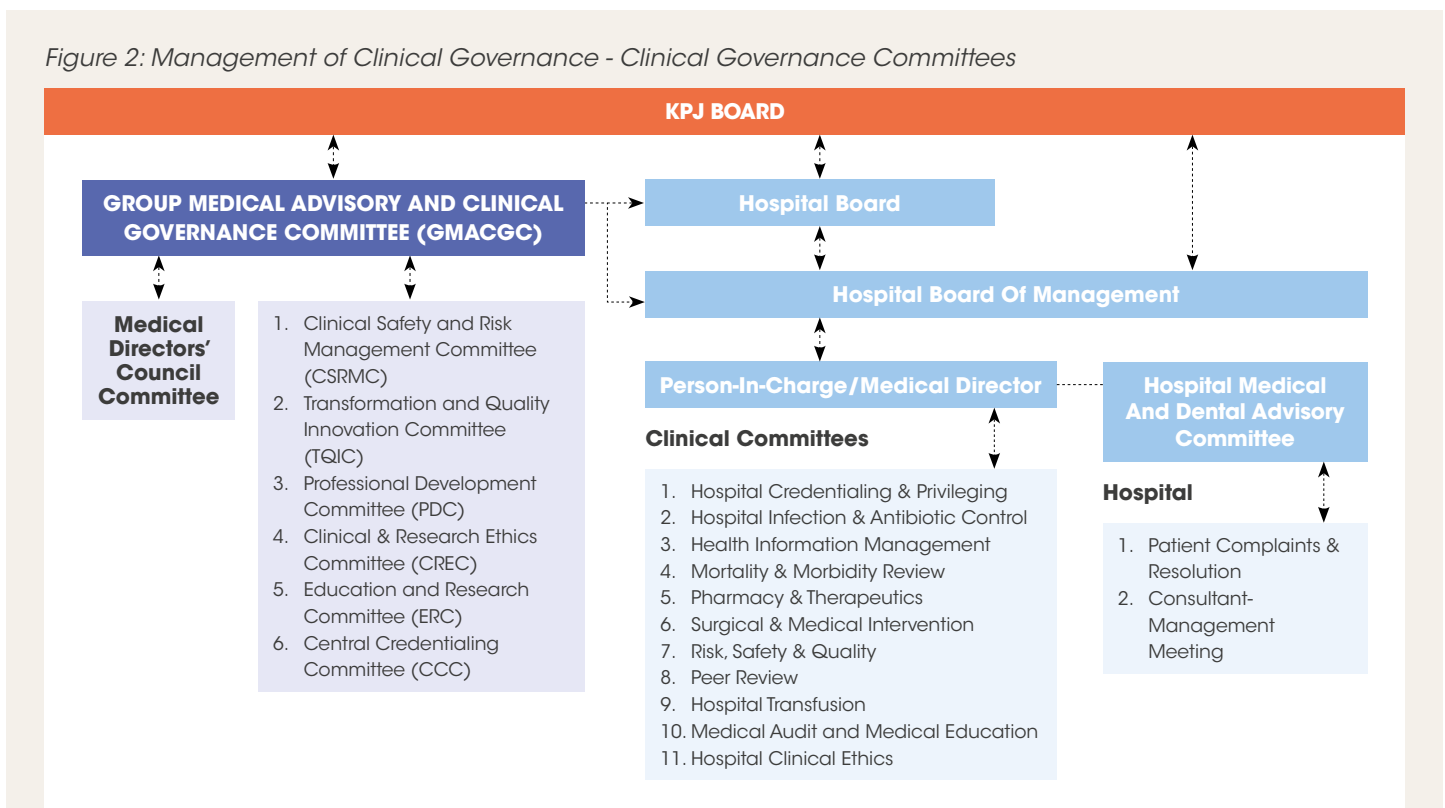 Figure 2: Management of Clinical Governance - Clinical Governance Committees
KPJ BOARD
GROUP MEDICAL ADVISORY AND CLINICAL
GOVERNANCE COMMITTEE (GMACGC)
Medical
Directors'
Council
Committee
1. Clinical Safety and Risk
Management Committee
(CSRMC)
2. Transformation and Quality
Innovation Committee
(TQIC)
3. Professional Development
Committee (PDC)
4. Clinical & Research Ethics
Committee (CREC)
5. Education and Research
Committee (ERC)
6. Central Credentialing
Committee (CCC)
Hospital Board
Hospital Board Of Management
Person-In-Charge/Medical Director
Clinical Committees
1. Hospital Credentialing & Privileging
2. Hospital Infection & Antibiotic Control
3. Health Information Management
4. Mortality & Morbidity Review
5. Pharmacy & Therapeutics
6. Surgical & Medical Intervention
7. Risk, Safety & Quality
8. Peer Review
9. Hospital Transfusion
10. Medical Audit and Medical Education
11. Hospital Clinical Ethics
Hospital Medical
And Dental Advisory
Committee
Hospital
1. Patient Complaints &
Resolution
2. Consultant-
Management
Meeting